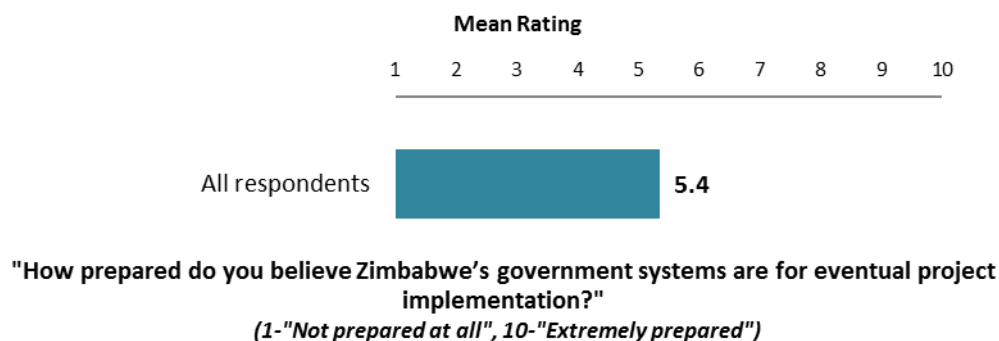 Mean Rating
1 2 3 4 5 6 7 8 9 10
All respondents 5.4
"How prepared do you believe Zimbabwe’s government systems are for eventual project
implementation?"
(1-"Not prepared at all", 10-"Extremely prepared")